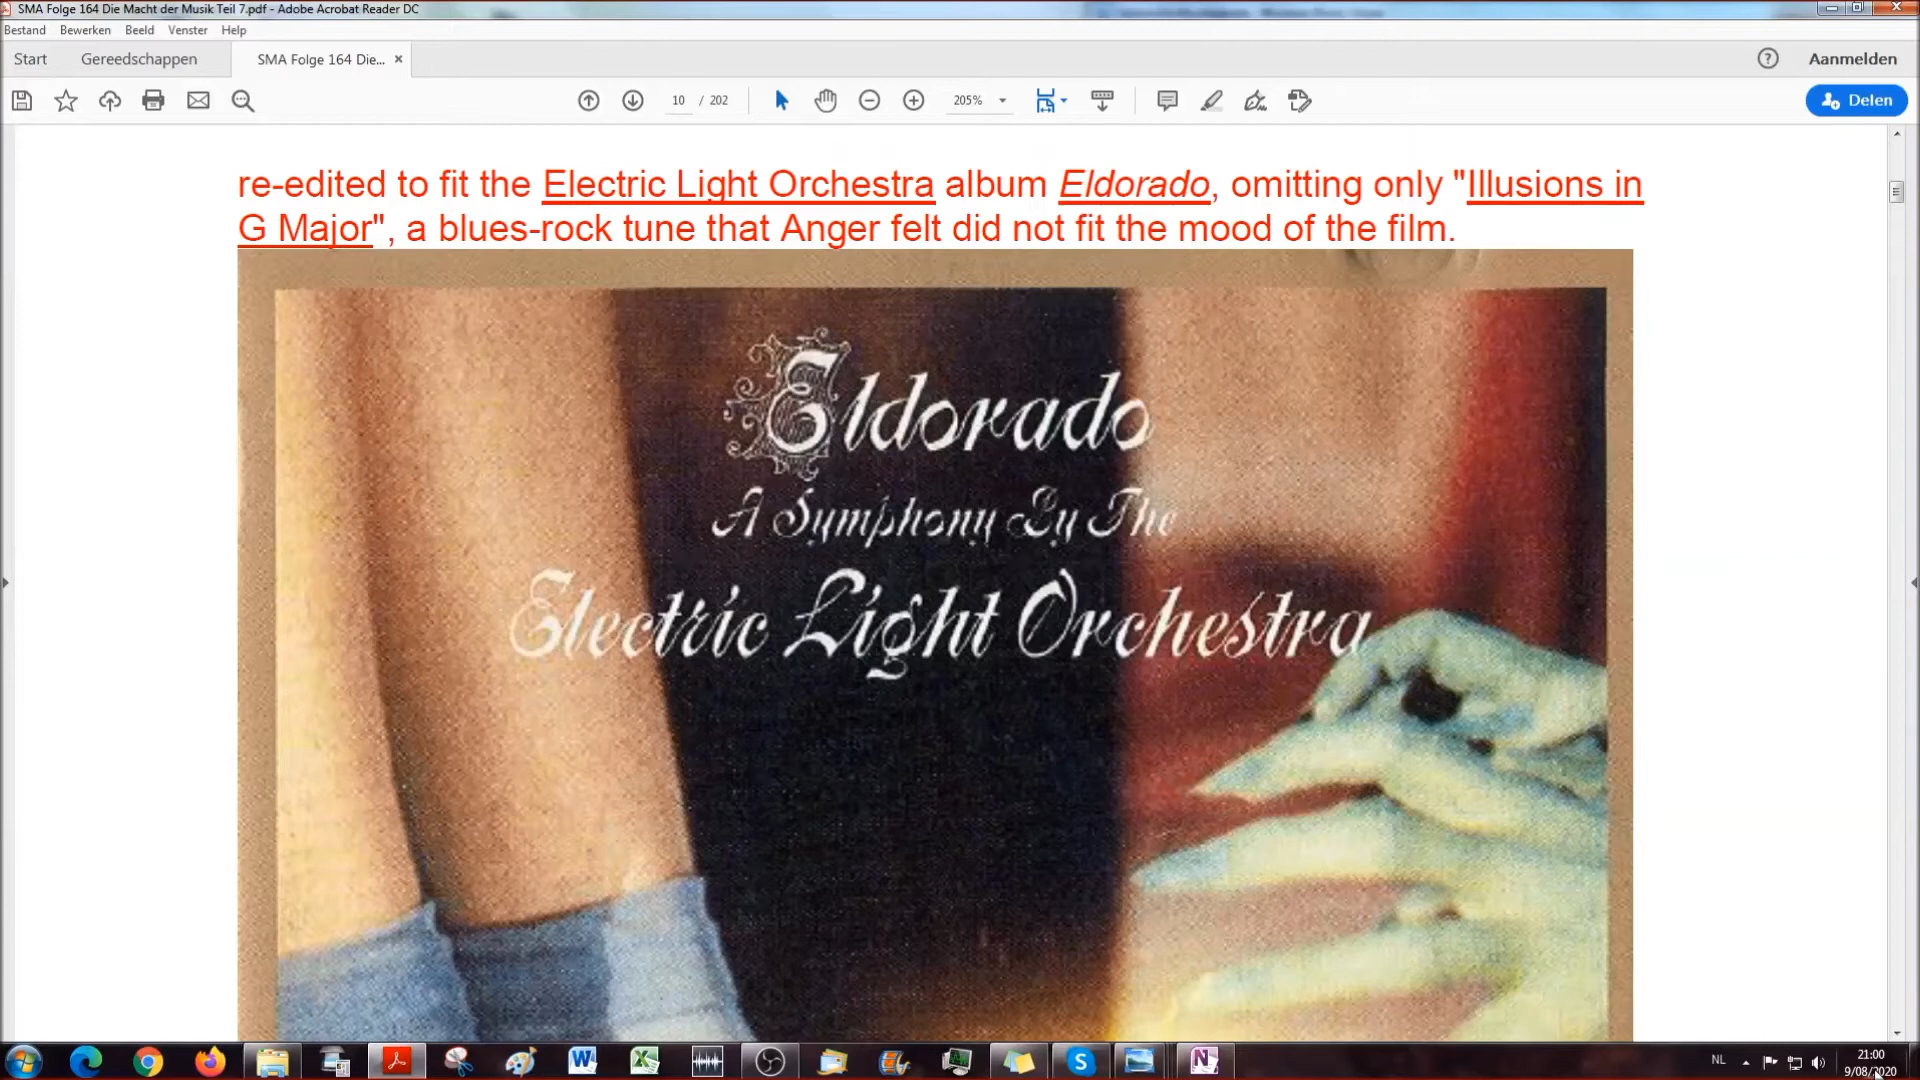 SMA Folge 164 Die Macht der Musik Teil 7.pdf - Adobe Acrobat Reader DC
Bestand Bewerken Beeld Venster Help
Start Gereedschappen SMA Folge 164 Die... × Aanmelden
10 / 202 205% Delen
re-edited to fit the Electric Light Orchestra album Eldorado, omitting only "Illusions in
G Major", a blues-rock tune that Anger felt did not fit the mood of the film.
Eldorado
A Symphony By The
Electric Light Orchestra
NL 21:00
9/08/2020